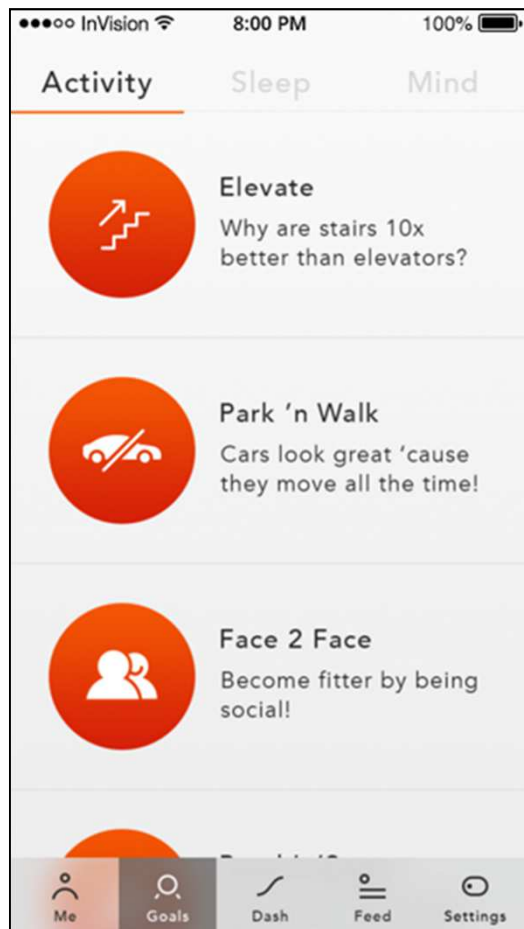 InVision
8:00 PM
100%
Activity
Sleep
Mind
Elevate
Why are stairs 10x
better than elevators?
Park ’n Walk
Cars look great ‘cause
they move all the time!
Face 2 Face
Become fitter by being
social!
Me
Goals
Dash
Feed
Settings